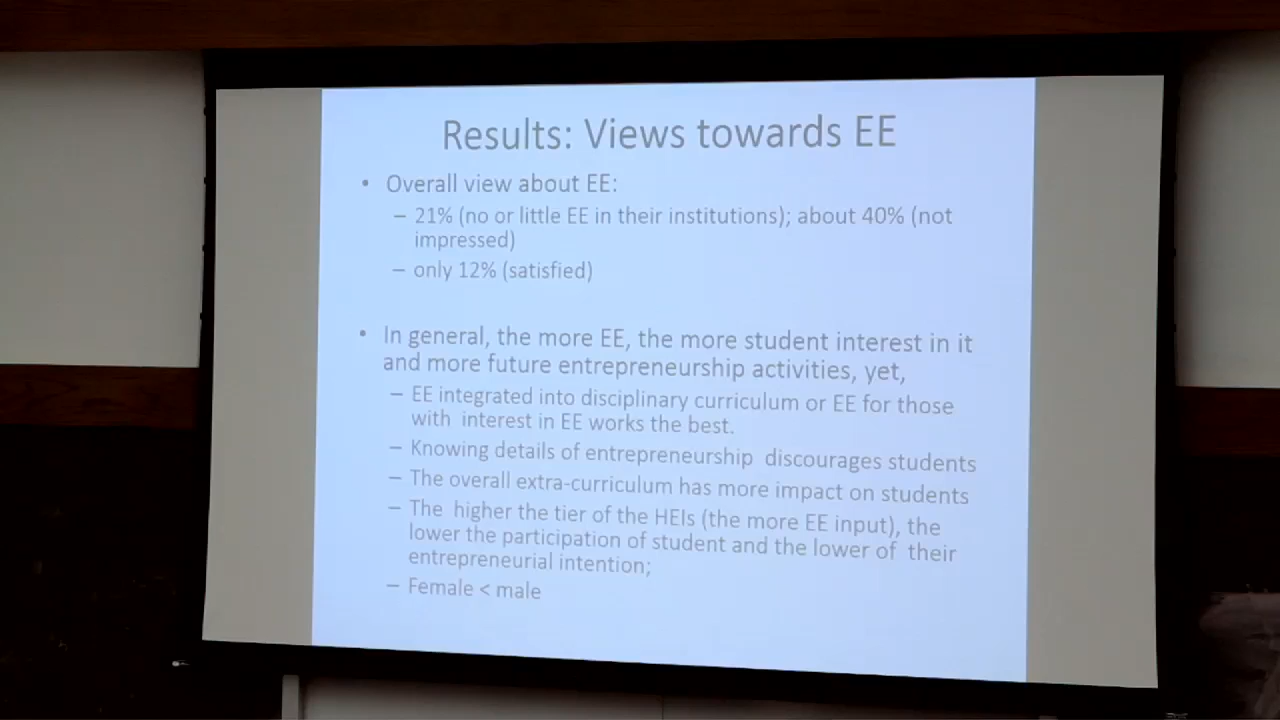 Results: Views towards EE
• Overall view about EE:
– 21% (no or little EE in their institutions); about 40% (not
impressed)
– only 12% (satisfied)
• In general, the more EE, the more student interest in it
and more future entrepreneurship activities, yet,
– EE integrated into disciplinary curriculum or EE for those
with interest in EE works the best.
– Knowing details of entrepreneurship discourages students
– The overall extra-curriculum has more impact on students
– The higher the tier of the HEIs (the more EE input), the
lower the participation of student and the lower of their
entrepreneurial intention;
– Female < male